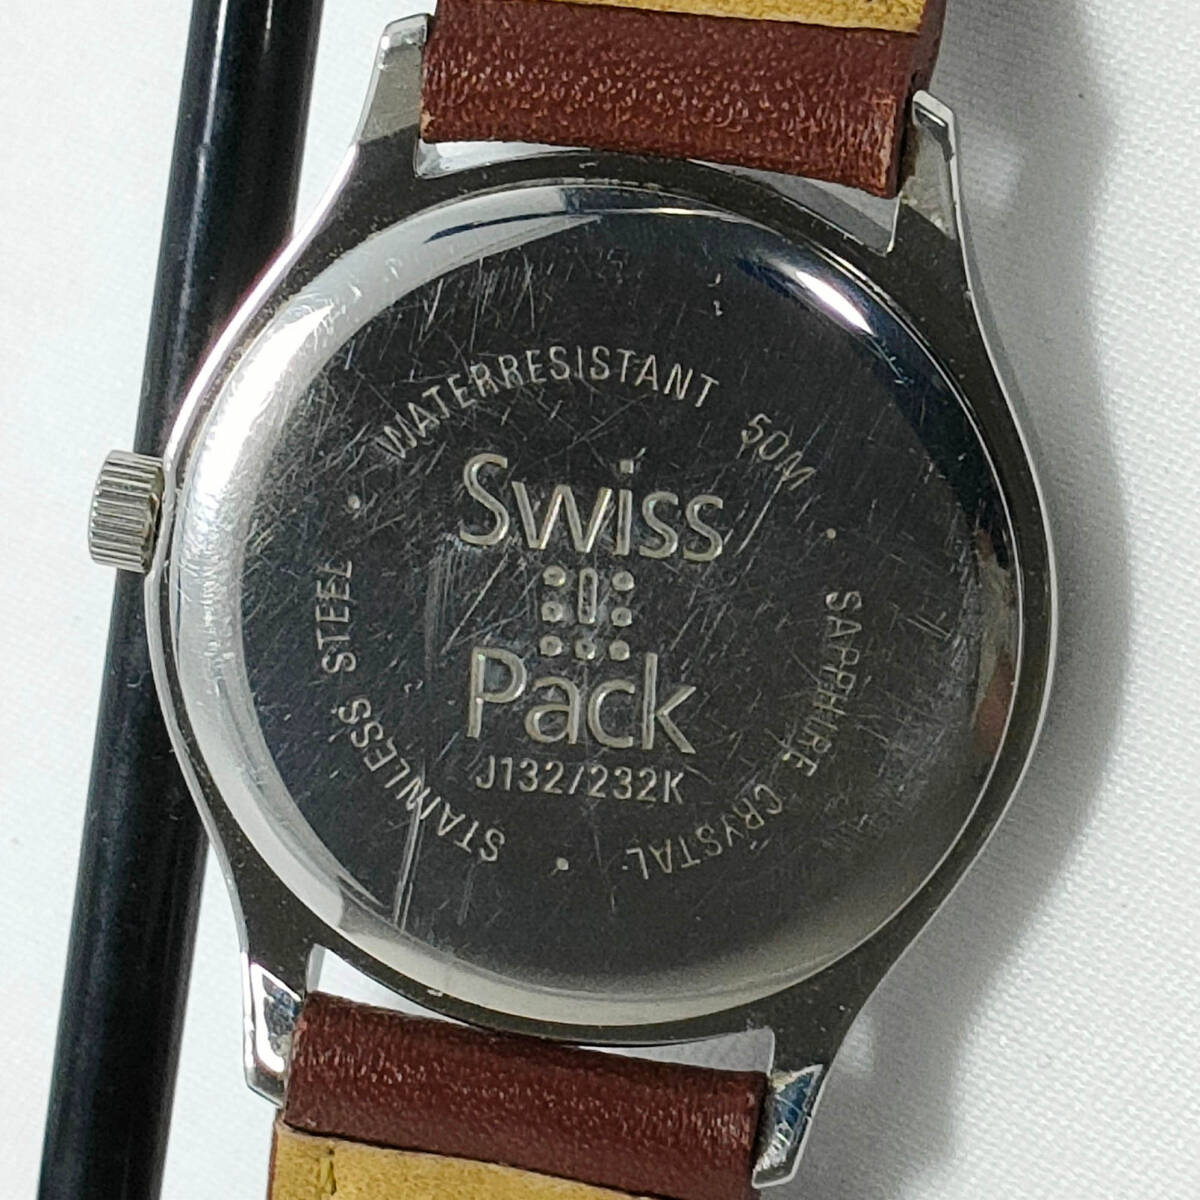 WATERRESISTANT 50M
SAPPHIRE CRYSTAL
STAINLESS STEEL
Swiss
Pack
J132/232K